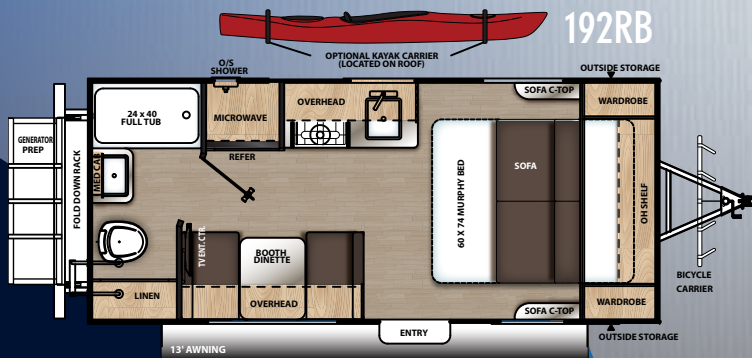 192RB
OPTIONAL KAYAK CARRIER
(LOCATED ON ROOF)
O/S
SHOWER
OUTSIDE STORAGE
SOFA C-TOP
24 x 40
FULL TUB
MICROWAVE
OVERHEAD
WARDROBE
GENERATOR
PREP
FOLD DOWN RACK
MED CAB
REFER
60 X 74 MURPHY BED
SOFA
OH SHELF
TV ENT. CTR.
BOOTH
DINETTE
BICYCLE
CARRIER
LINEN
OVERHEAD
SOFA C-TOP
WARDROBE
ENTRY
OUTSIDE STORAGE
13' AWNING